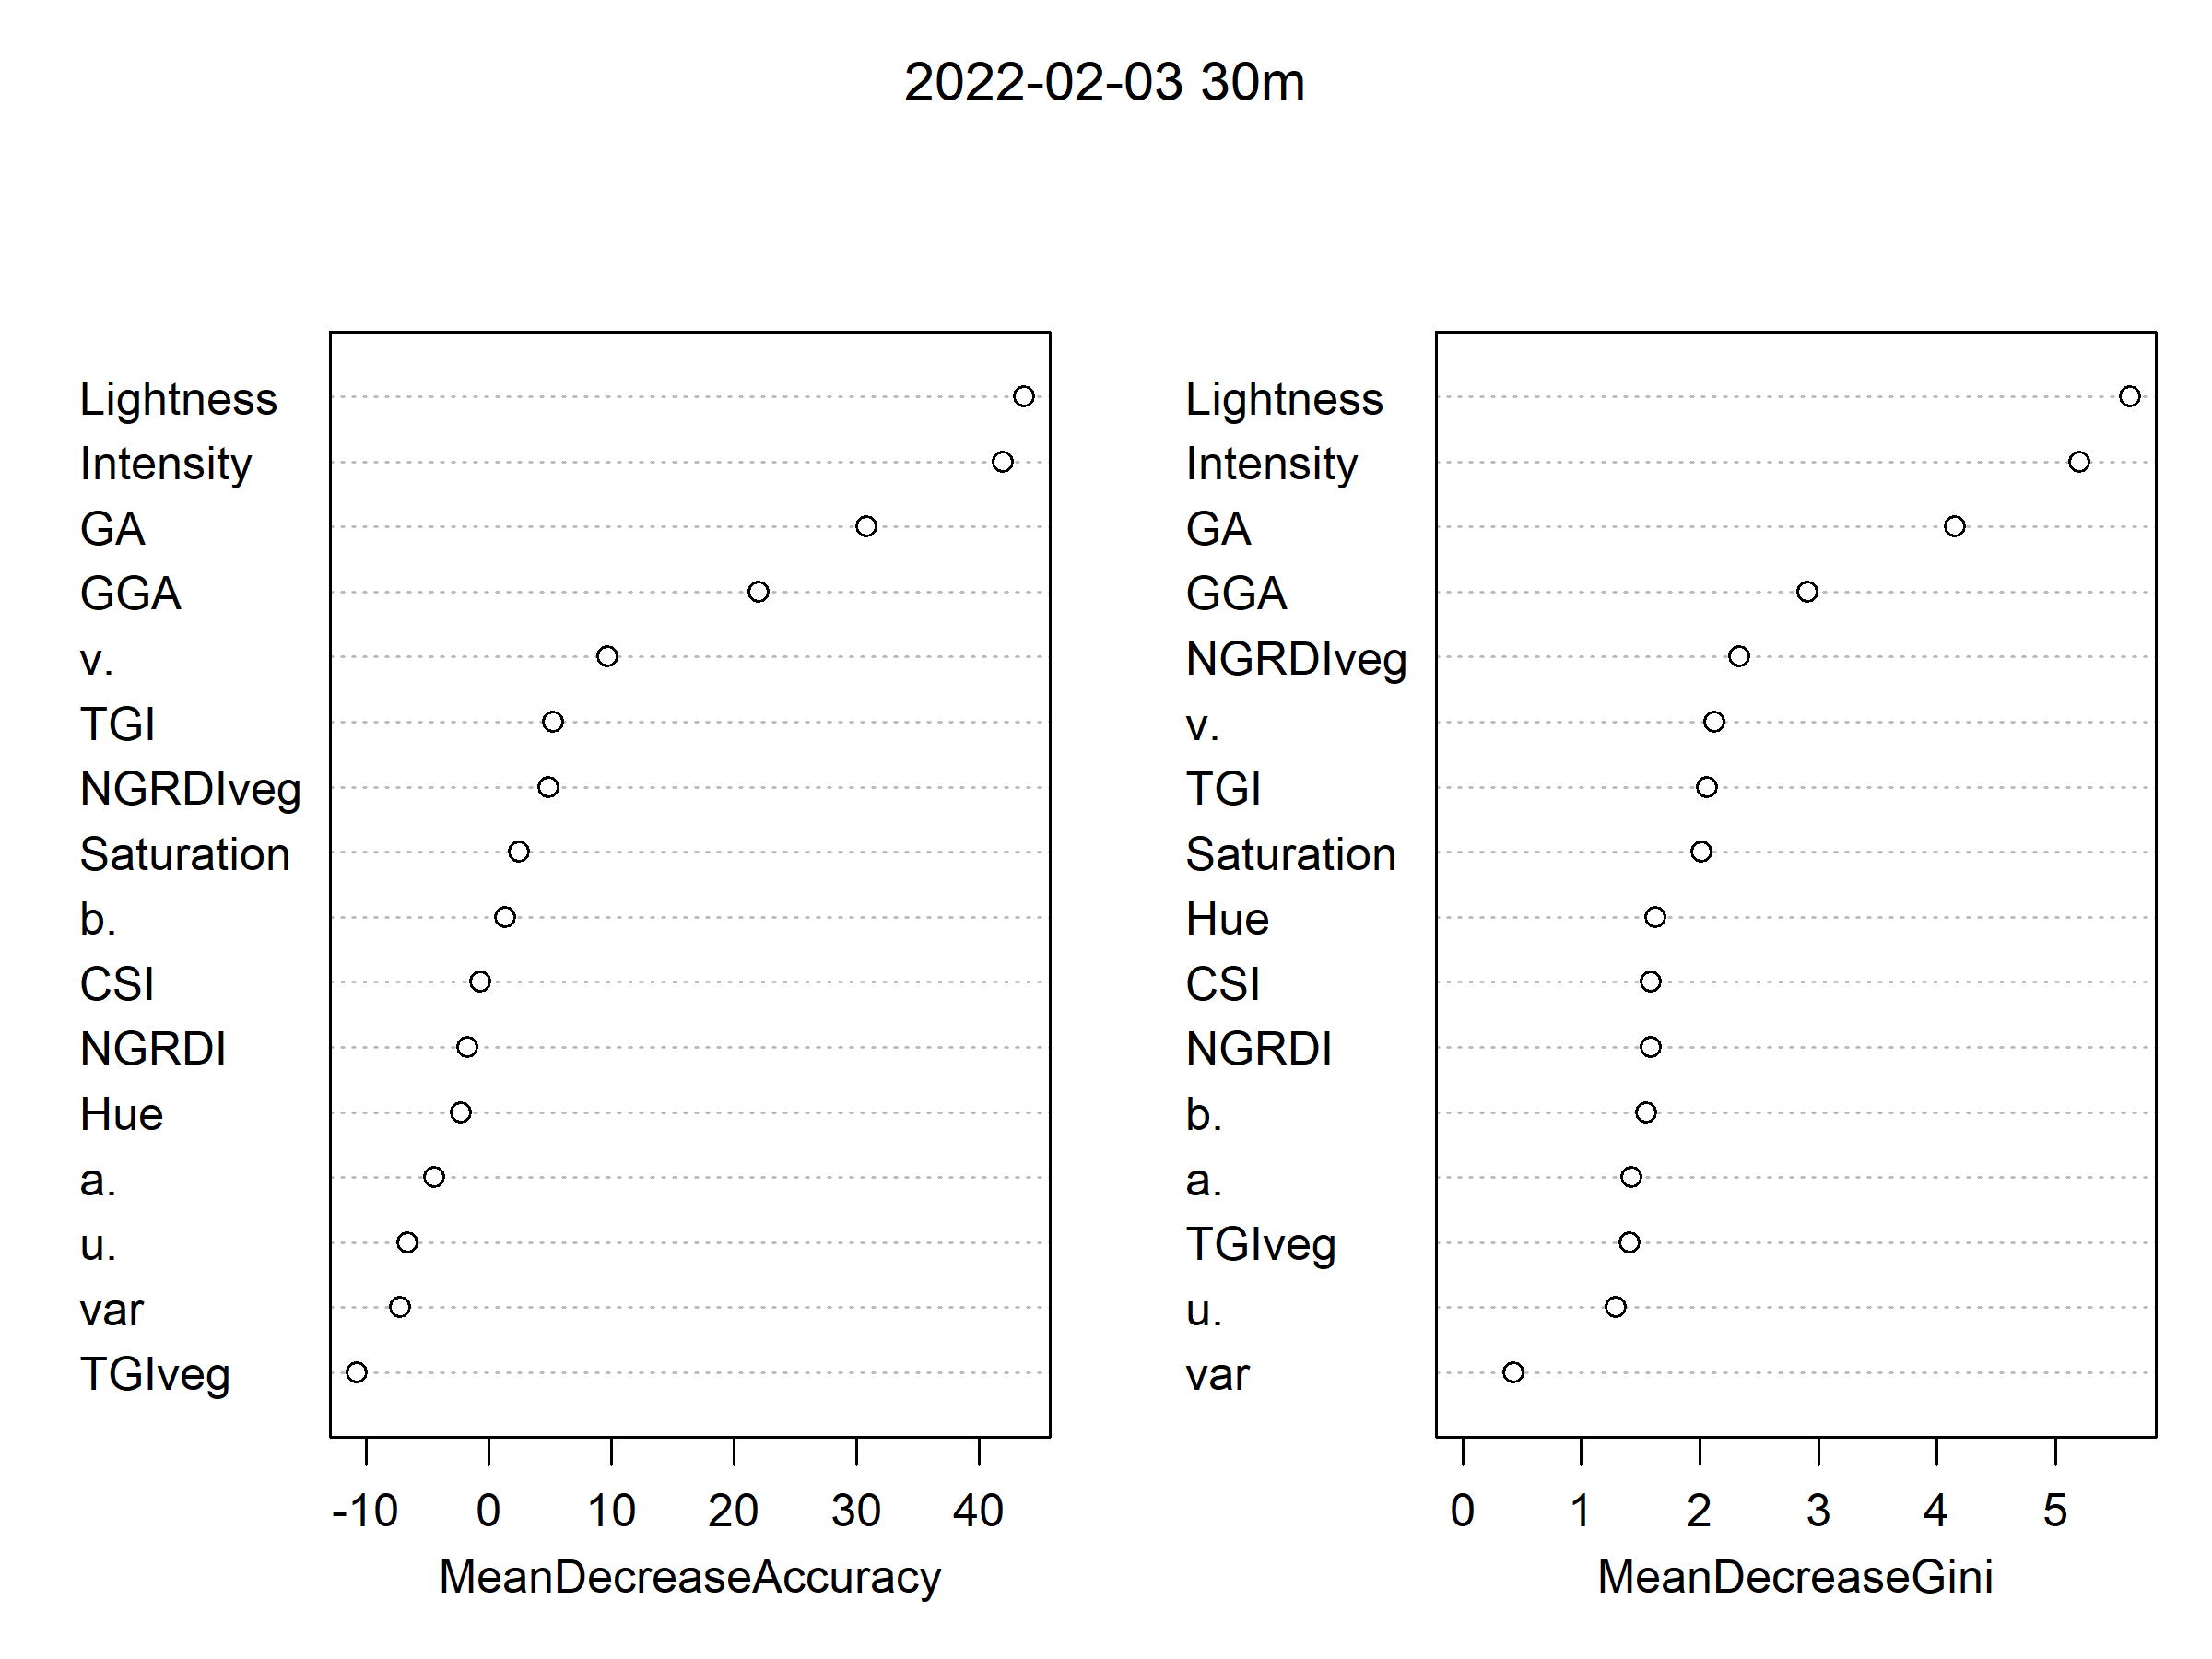 2022-02-03 30m
Lightness
Intensity
GA
GGA
v.
TGI
NGRDIveg
Saturation
b.
CSI
NGRDI
Hue
a.
u.
var
TGIveg
-10 0 10 20 30 40
MeanDecreaseAccuracy
Lightness
Intensity
GA
GGA
NGRDIveg
v.
TGI
Saturation
Hue
CSI
NGRDI
b.
a.
TGIveg
u.
var
0 1 2 3 4 5
MeanDecreaseGini